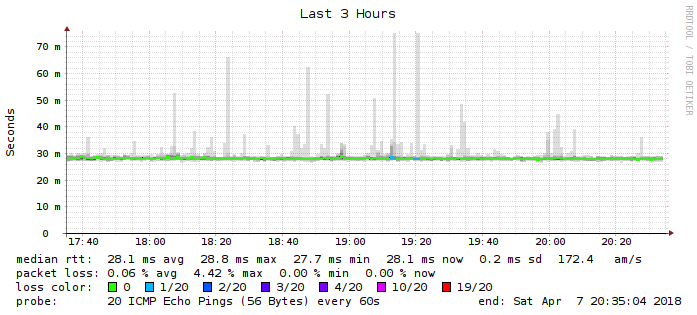 Last 3 Hours
RRDTOOL / TOBI OETIKER
Seconds
70 m
60 m
50 m
40 m
30 m
20 m
10 m
0
17:40 18:00 18:20 18:40 19:00 19:20 19:40 20:00 20:20
median rtt: 28.1 ms avg 28.8 ms max 27.7 ms min 28.1 ms now 0.2 ms sd 172.4 am/s
packet loss: 0.06 % avg 4.42 % max 0.00 % min 0.00 % now
loss color: 0 1/20 2/20 3/20 4/20 10/20 19/20
probe: 20 ICMP Echo Pings (56 Bytes) every 60s end: Sat Apr 7 20:35:04 2018